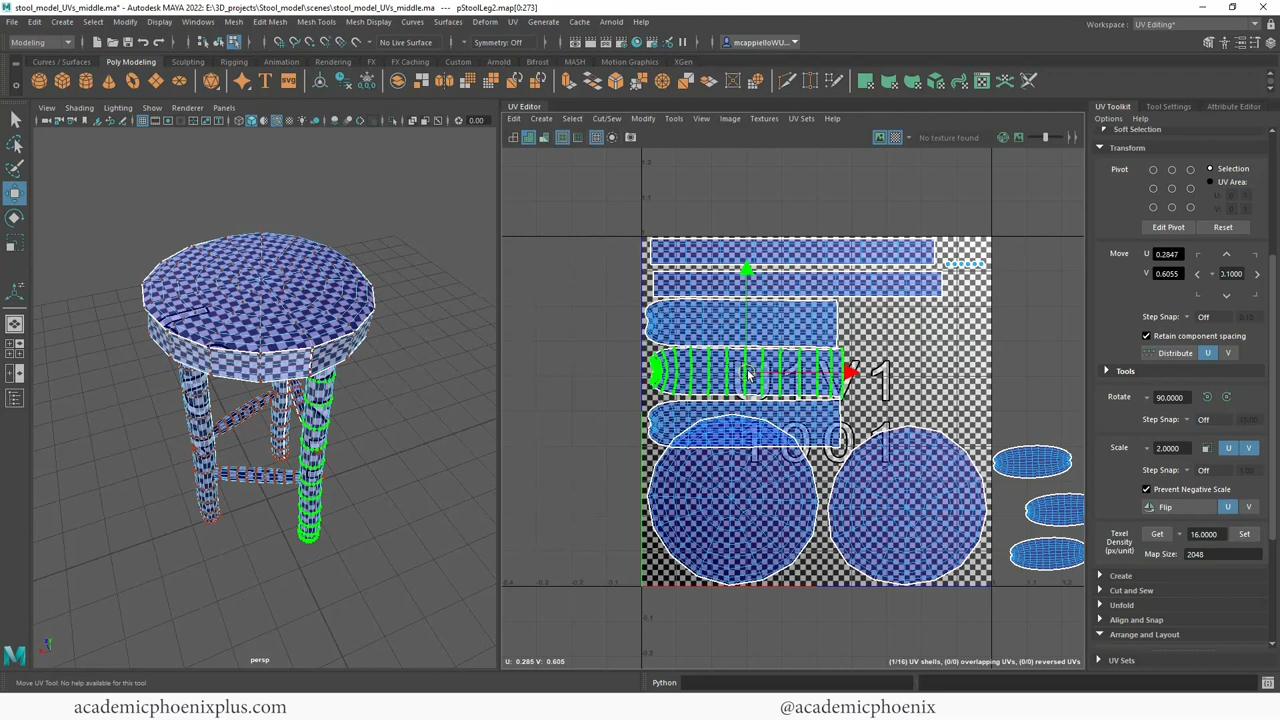 stool_model_UVs_middle.ma* - Autodesk MAYA 2022: E:\3D_projects\Stool_model\scenes\stool_model_UVs_middle.ma --- pStoolLeg2.map[0:273]
File Edit Create Select Modify Display Windows Mesh Edit Mesh Mesh Tools Mesh Display Curves Surfaces Deform UV Generate Cache Arnold Help
Workspace : UV Editing*
Modeling No Live Surface Symmetry: Off mcappielloWU...
Curves / Surfaces Poly Modeling Sculpting Rigging Animation Rendering FX FX Caching Custom Arnold Bifrost MASH Motion Graphics XGen
SVG
View Shading Lighting Show Renderer Panels
0.00
persp
UV Editor
Edit Create Select Cut/Sew Modify Tools View Image Textures UV Sets Help
No texture found
1001
U: 0.285 V: 0.605
(1/16) UV shells, (0/0) overlapping UVs, (0/0) reversed UVs
UV Toolkit Tool Settings Attribute Editor
Options Help
Soft Selection
Transform
Pivot
Selection
UV Area:
Edit Pivot Reset
Move U 0.2847
V 0.6055
Step Snap: Off
Retain component spacing
Distribute U V
Tools
Rotate 90.0000
Step Snap: Off
Scale 2.0000 U V
Step Snap: Off
Prevent Negative Scale
Flip U V
Texel Density (px/unit)
Get 16.0000 Set
Map Size: 2048
Create
Cut and Sew
Unfold
Align and Snap
Arrange and Layout
UV Sets
Move UV Tool: No help available for this tool
Python
academicphoenixplus.com
@academicphoenixplus